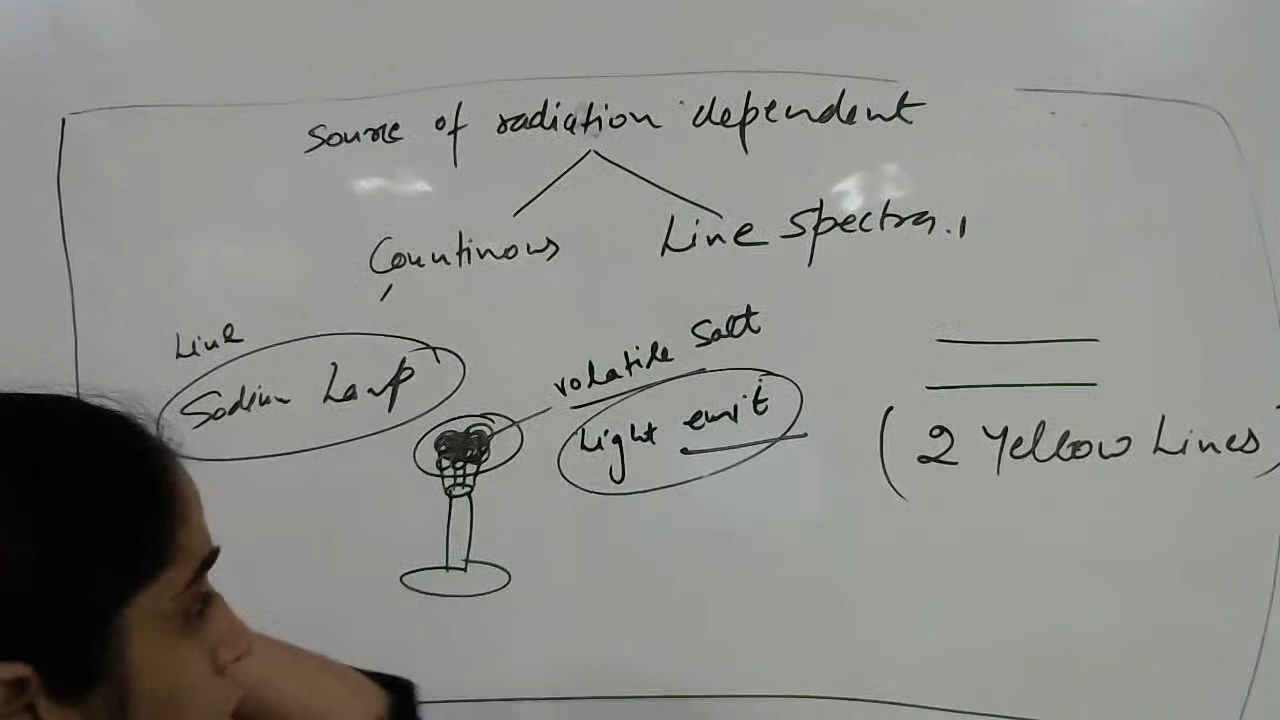 Source of radiation dependent
Countinous
Line Spectra.
Line
Sodium Lamp
volatile Salt
Light emit
(2 Yellow Lines)